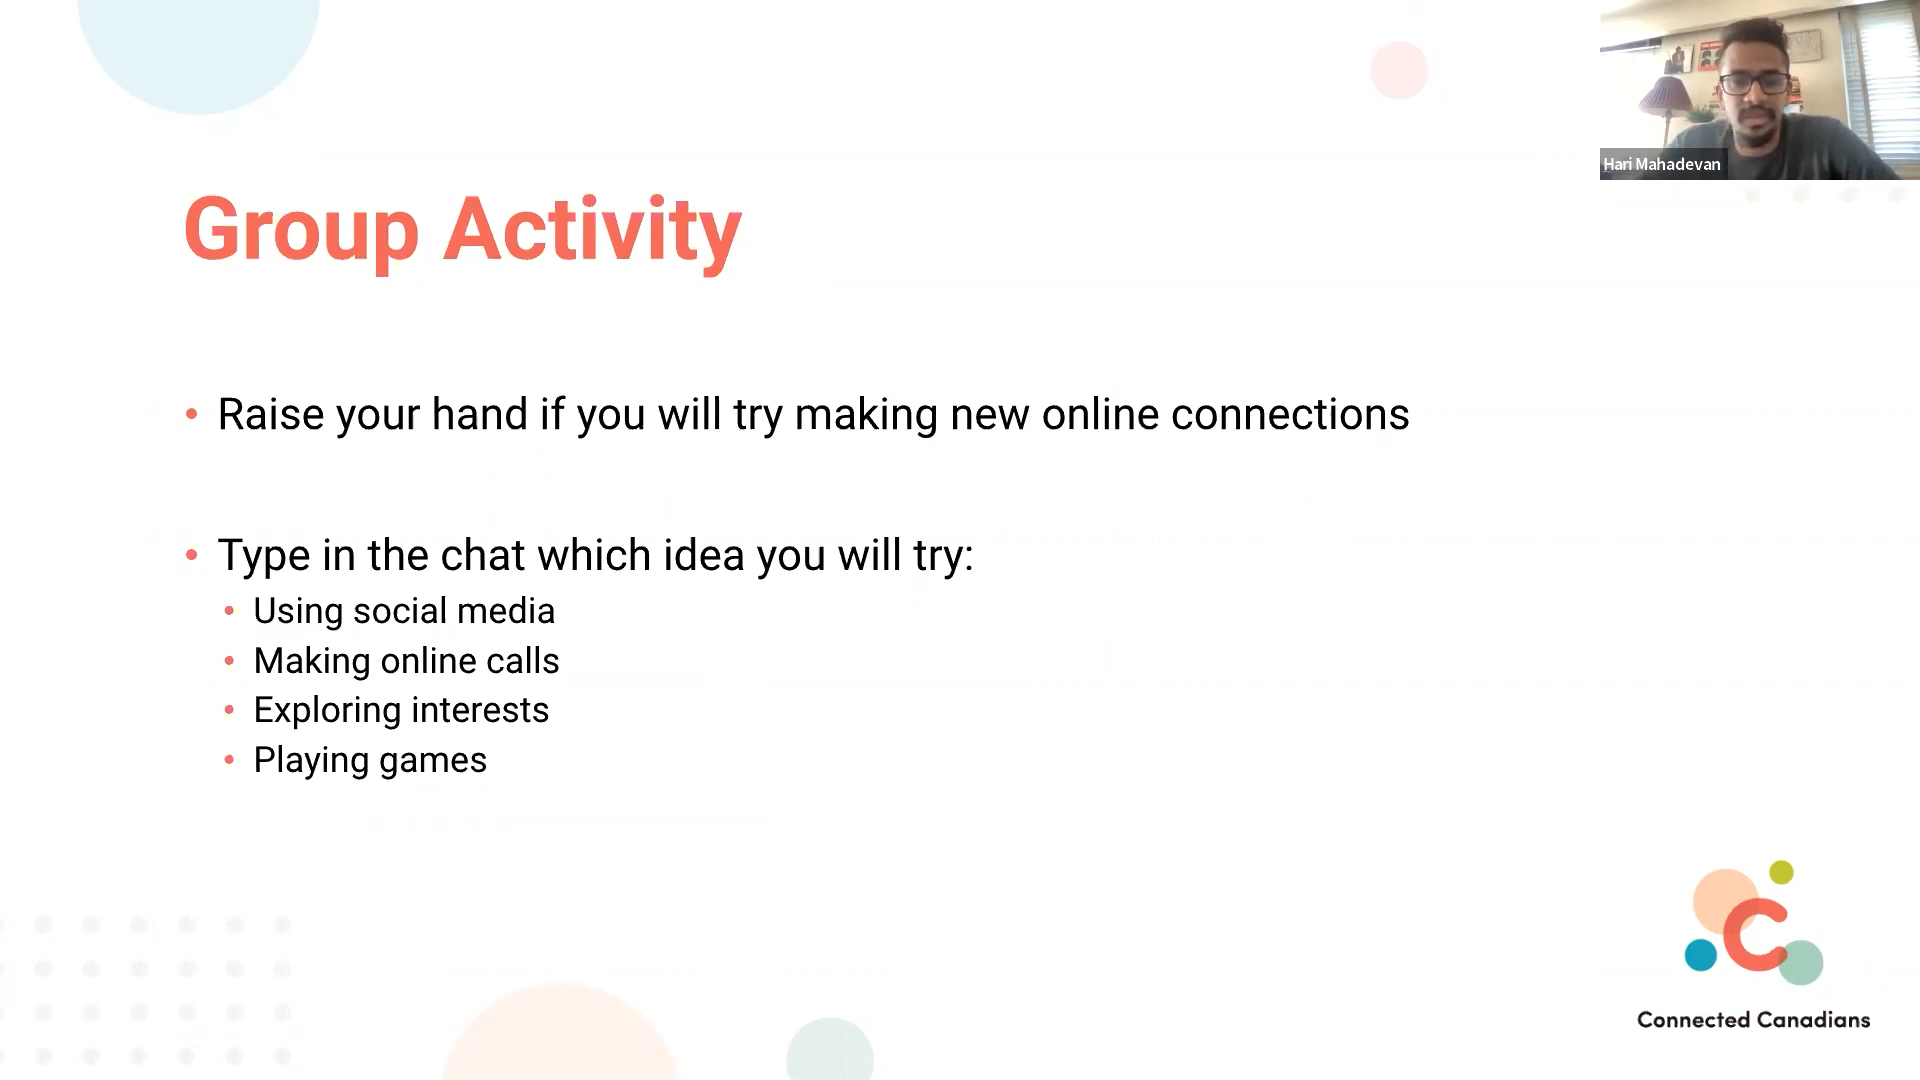 Hari Mahadevan
Group Activity
• Raise your hand if you will try making new online connections
• Type in the chat which idea you will try:
• Using social media
• Making online calls
• Exploring interests
• Playing games
Connected Canadians